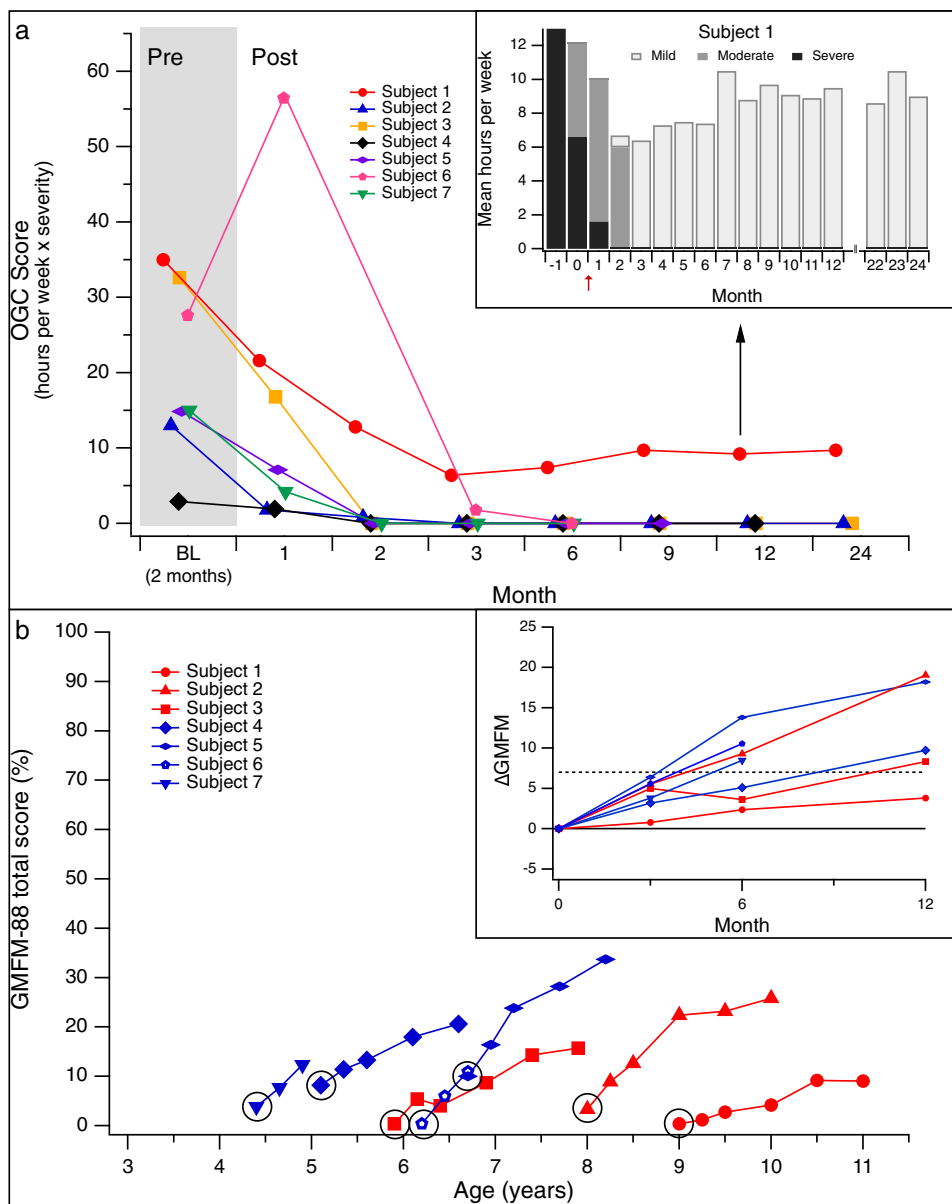 a
Pre
Post
OGC Score
(hours per week x severity)
60
50
40
30
20
10
0
Subject 1
Subject 2
Subject 3
Subject 4
Subject 5
Subject 6
Subject 7
BL
(2 months)
1
2
3
6
9
12
24
Month
Subject 1
Mild
Moderate
Severe
Mean hours per week
12
10
8
6
4
2
0
-1 0 1 2 3 4 5 6 7 8 9 10 11 12 22 23 24
Month
b
GMFM-88 total score (%)
100
90
80
70
60
50
40
30
20
10
0
Subject 1
Subject 2
Subject 3
Subject 4
Subject 5
Subject 6
Subject 7
3 4 5 6 7 8 9 10 11
Age (years)
ΔGMFM
25
20
15
10
5
0
-5
0 6 12
Month